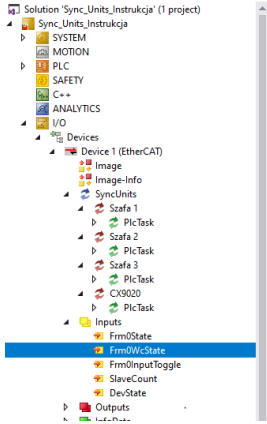 Solution 'Sync_Units_Instrukcja' (1 project)
Sync_Units_Instrukcja
SYSTEM
MOTION
PLC
SAFETY
C++
ANALYTICS
I/O
Devices
Device 1 (EtherCAT)
Image
Image-Info
SyncUnits
Szafa 1
PlcTask
Szafa 2
PlcTask
Szafa 3
PlcTask
CX9020
PlcTask
Inputs
Frm0State
Frm0WcState
Frm0InputToggle
SlaveCount
DevState
Outputs
InfoData